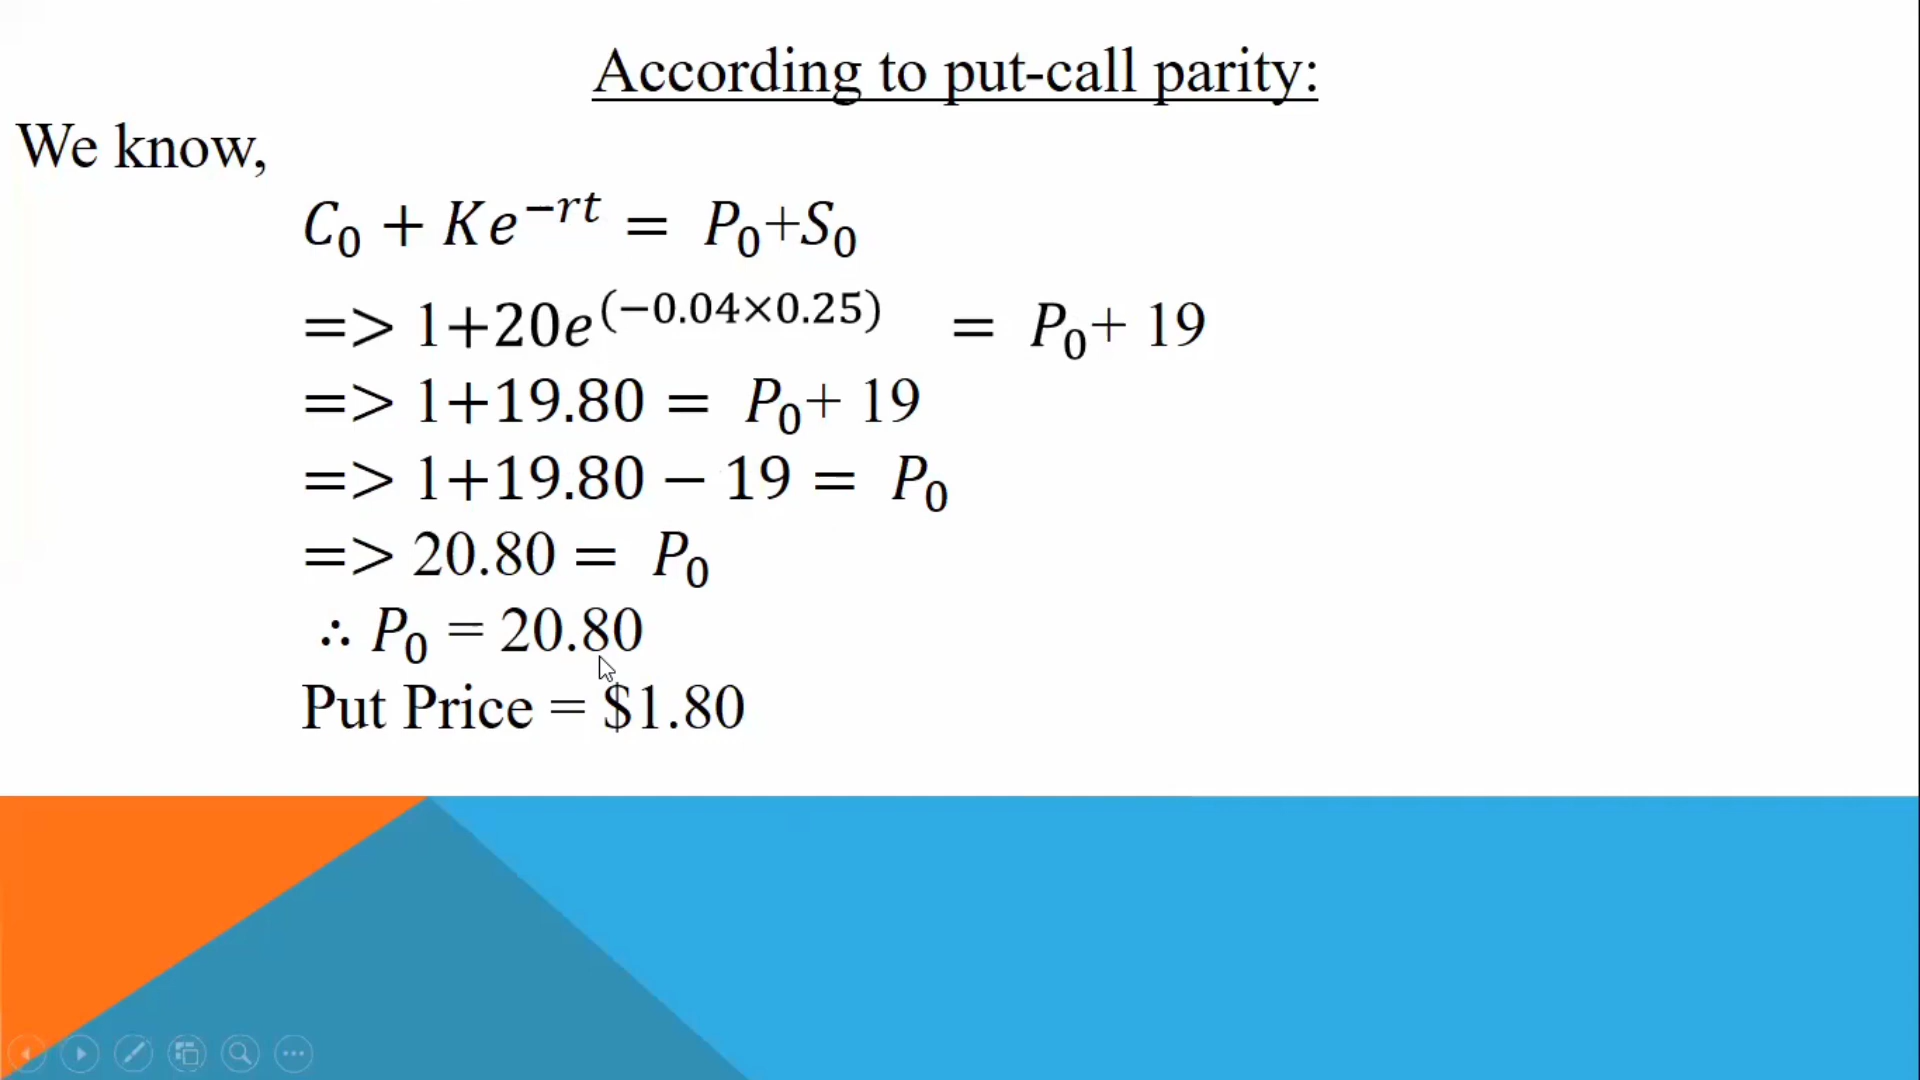 According to put-call parity:
We know,
C₀ + Ke^{−rt} = P₀+S₀
=> 1+20e^{(−0.04×0.25)} = P₀+ 19
=> 1+19.80 = P₀+ 19
=> 1+19.80 − 19 = P₀
=> 20.80 = P₀
∴ P₀ = 20.80
Put Price = $1.80